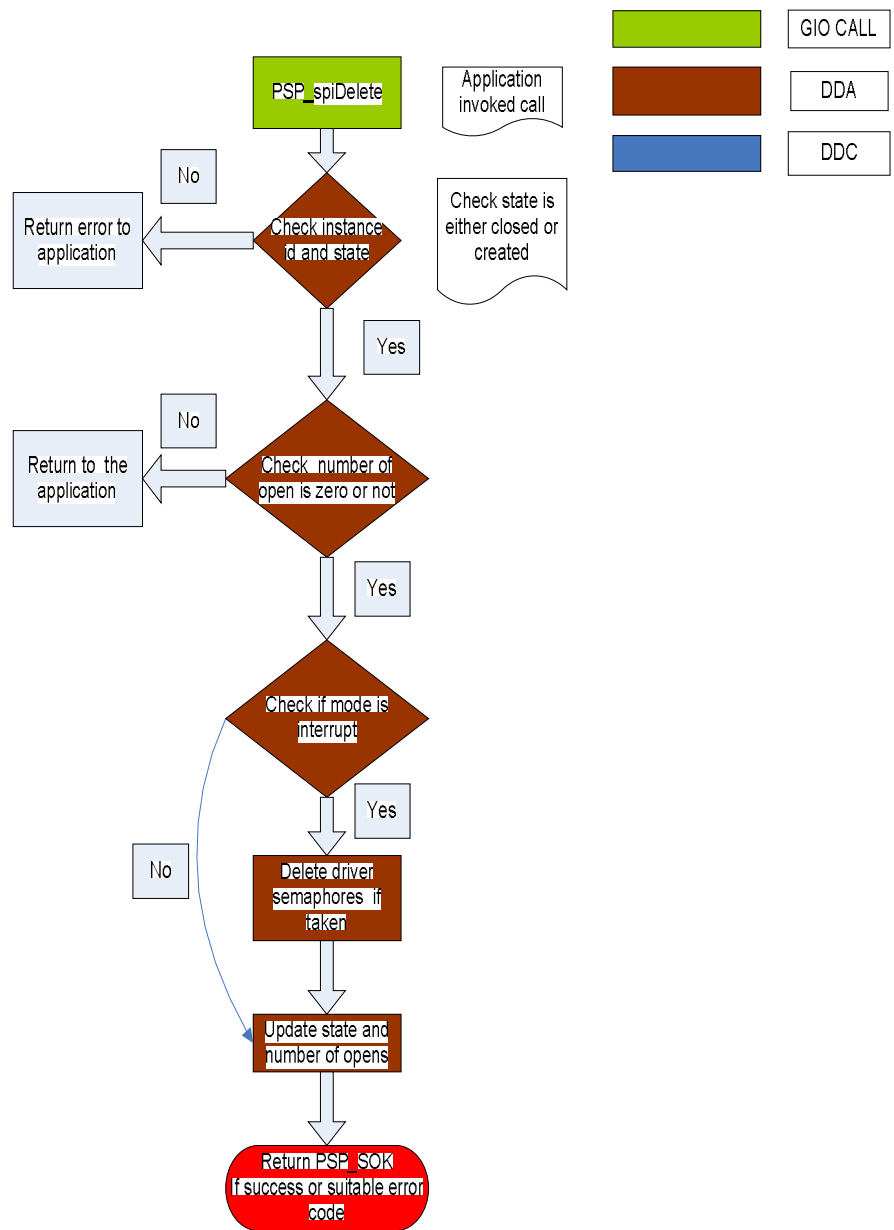 GIO CALL
PSP_spiDelete
Application
invoked call
DDA
DDC
No
Check instance
id and state
Return error to
application
Check state is
either closed or
created
Yes
No
Check number of
open is zero or not
Return to the
application
Yes
Check if mode is
interrupt
Yes
No
Delete driver
semaphores if
taken
Update state and
number of opens
Return PSP_SOK
If success or suitable error
code